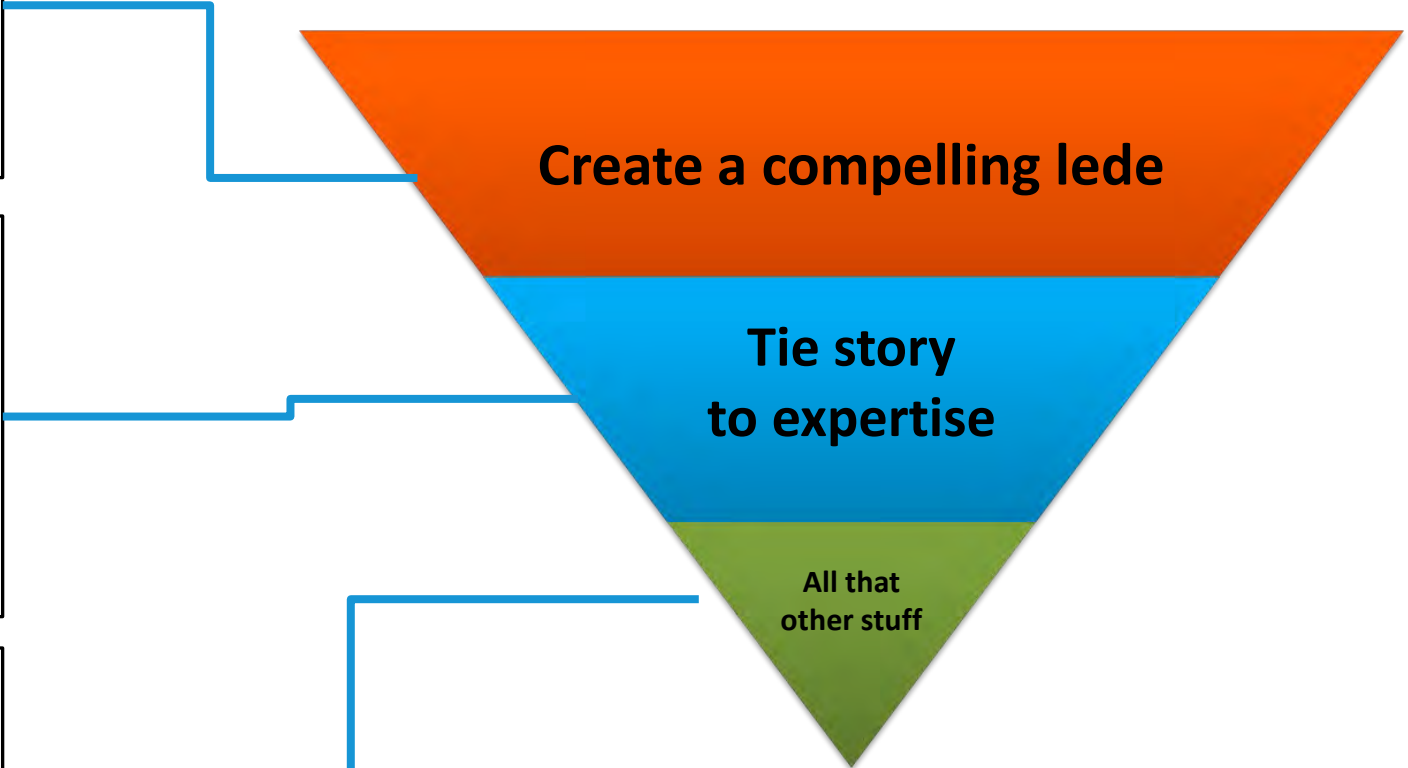 Create a compelling lede
Tie story
to expertise
All that
other stuff